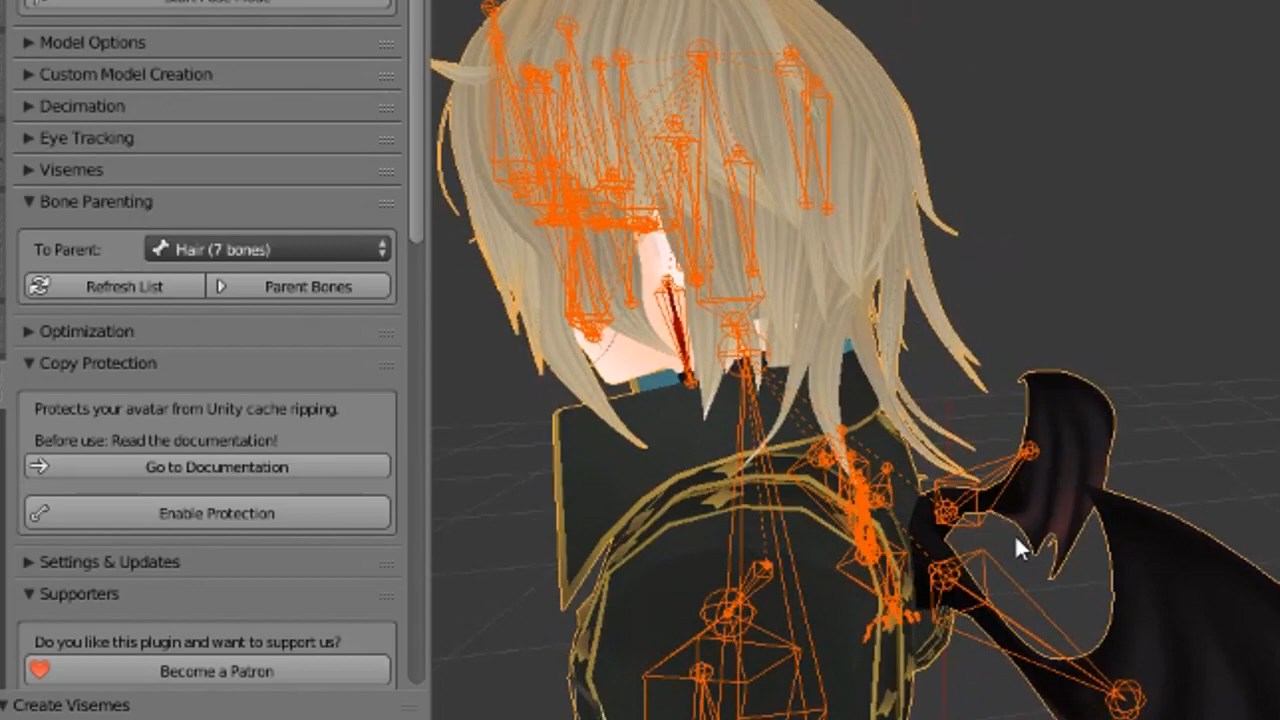 Start Pose Mode
Model Options
Custom Model Creation
Decimation
Eye Tracking
Visemes
Bone Parenting
To Parent: Hair (7 bones)
Refresh List Parent Bones
Optimization
Copy Protection
Protects your avatar from Unity cache ripping.
Before use: Read the documentation!
Go to Documentation
Enable Protection
Settings & Updates
Supporters
Do you like this plugin and want to support us?
Become a Patron
Create Visemes